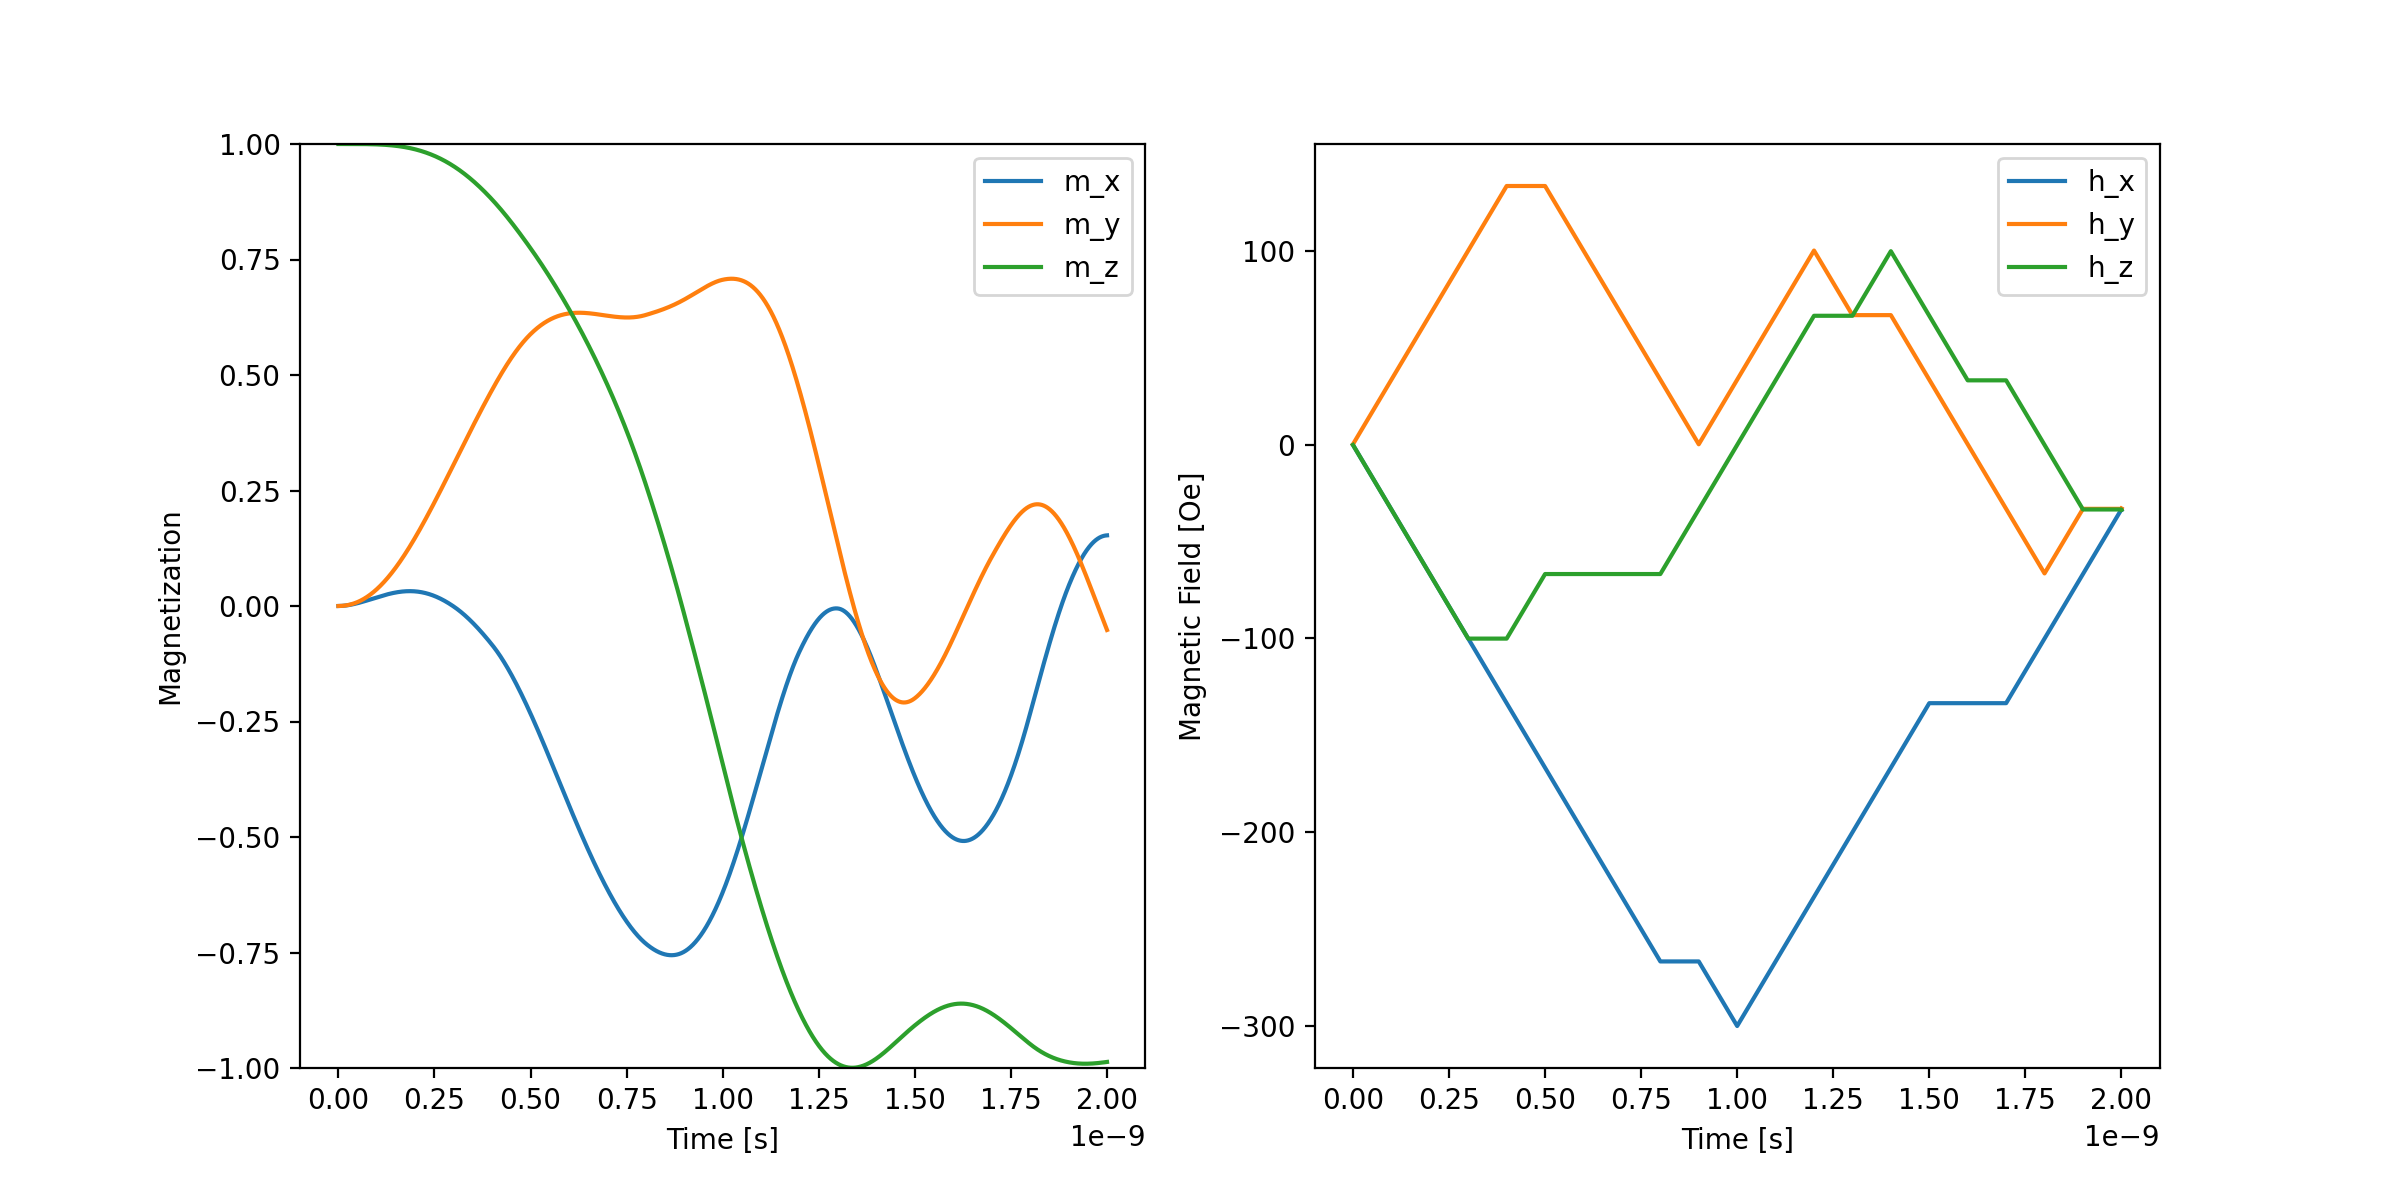 1.00
0.75
0.50
0.25
0.00
−0.25
−0.50
−0.75
−1.00
Magnetization
m_x
m_y
m_z
0.00 0.25 0.50 0.75 1.00 1.25 1.50 1.75 2.00
1e−9
Time [s]
100
0
−100
−200
−300
Magnetic Field [Oe]
h_x
h_y
h_z
0.00 0.25 0.50 0.75 1.00 1.25 1.50 1.75 2.00
1e−9
Time [s]